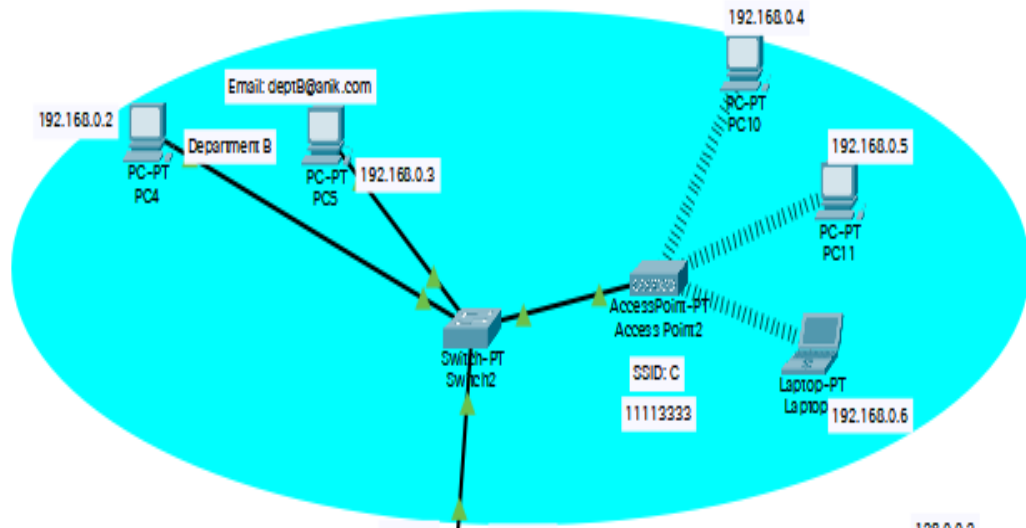 192.168.0.4
Email: deptB@anik.com
PC-PT
PC10
192.168.0.2
Department B
192.168.0.5
PC-PT
PC4
PC-PT
PC5
192.168.0.3
PC-PT
PC11
AccessPoint-PT
Access Point2
Switch-PT
Switch2
SSID: C
11113333
Laptop-PT
Laptop
192.168.0.6